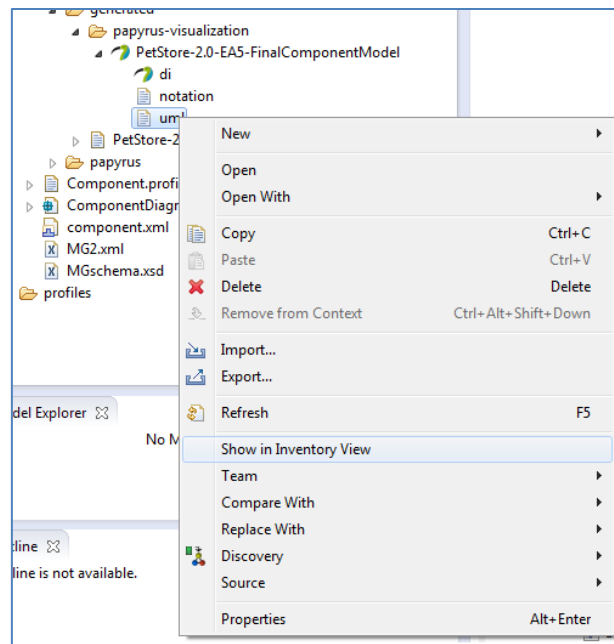 generated
papyrus-visualization
PetStore-2.0-EA5-FinalComponentModel
di
notation
uml
PetStore-2
papyrus
Component.profi
ComponentDiagr
component.xml
MG2.xml
MGschema.xsd
profiles
del Explorer
No M
tline
line is not available.
New
Open
Open With
Copy Ctrl+C
Paste Ctrl+V
Delete Delete
Remove from Context Ctrl+Alt+Shift+Down
Import...
Export...
Refresh F5
Show in Inventory View
Team
Compare With
Replace With
Discovery
Source
Properties Alt+Enter